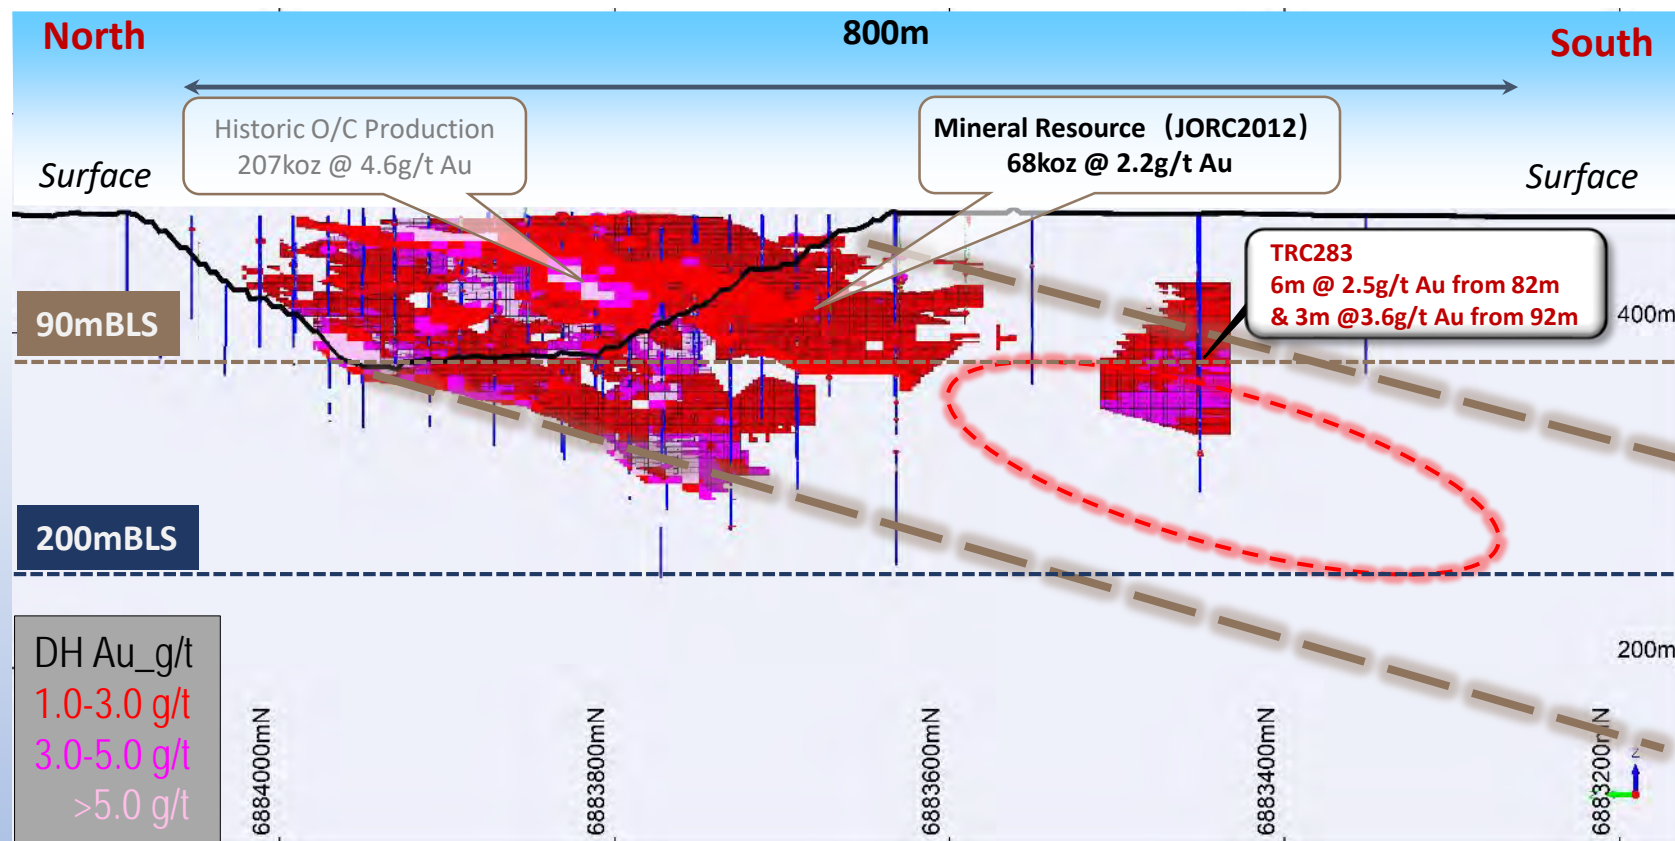 North
800m
South
Historic O/C Production
207koz @ 4.6g/t Au
Mineral Resource （JORC2012）
68koz @ 2.2g/t Au
Surface
Surface
TRC283
6m @ 2.5g/t Au from 82m
& 3m @3.6g/t Au from 92m
90mBLS
400m
200mBLS
DH Au_g/t
1.0-3.0 g/t
3.0-5.0 g/t
>5.0 g/t
200m
6884000mN
6883800mN
6883600mN
6883400mN
6883200mN
Z